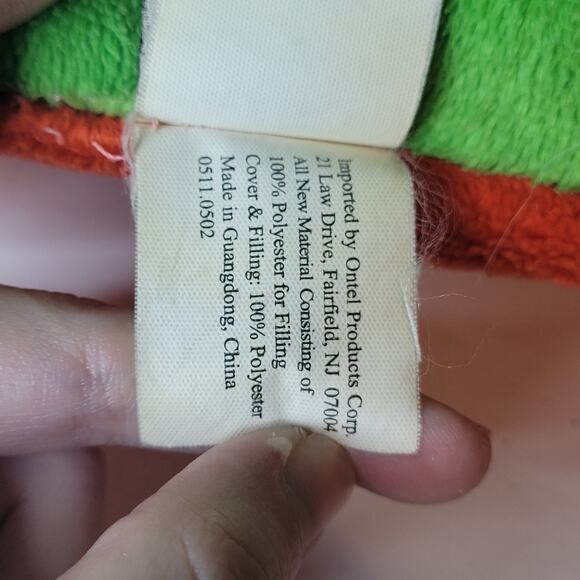 Imported by Ontel Products Corp.
21 Law Drive, Fairfield, NJ 07004
All New Material Consisting of
100% Polyester for Filling
Cover & Filling: 100% Polyester
Made in Guangdong, China
0511.0502